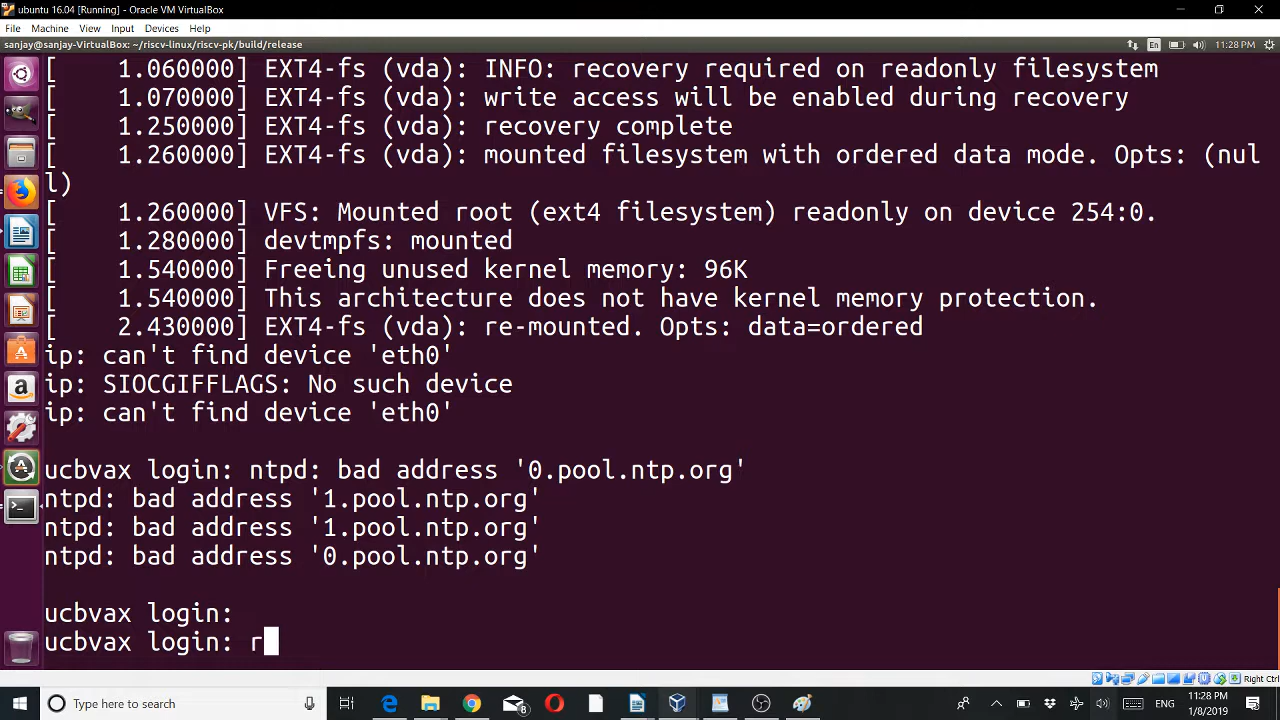 ubuntu 16.04 [Running] - Oracle VM VirtualBox
File Machine View Input Devices Help
sanjay@sanjay-VirtualBox: ~/riscv-linux/riscv-pk/build/release En 11:28 PM
[ 1.060000] EXT4-fs (vda): INFO: recovery required on readonly filesystem
[ 1.070000] EXT4-fs (vda): write access will be enabled during recovery
[ 1.250000] EXT4-fs (vda): recovery complete
[ 1.260000] EXT4-fs (vda): mounted filesystem with ordered data mode. Opts: (nul
l)
[ 1.260000] VFS: Mounted root (ext4 filesystem) readonly on device 254:0.
[ 1.280000] devtmpfs: mounted
[ 1.540000] Freeing unused kernel memory: 96K
[ 1.540000] This architecture does not have kernel memory protection.
[ 2.430000] EXT4-fs (vda): re-mounted. Opts: data=ordered
ip: can't find device 'eth0'
ip: SIOCGIFFLAGS: No such device
ip: can't find device 'eth0'
ucbvax login: ntpd: bad address '0.pool.ntp.org'
ntpd: bad address '1.pool.ntp.org'
ntpd: bad address '1.pool.ntp.org'
ntpd: bad address '0.pool.ntp.org'
ucbvax login:
ucbvax login: r
Right Ctrl
Type here to search 8 ENG 11:28 PM
1/8/2019